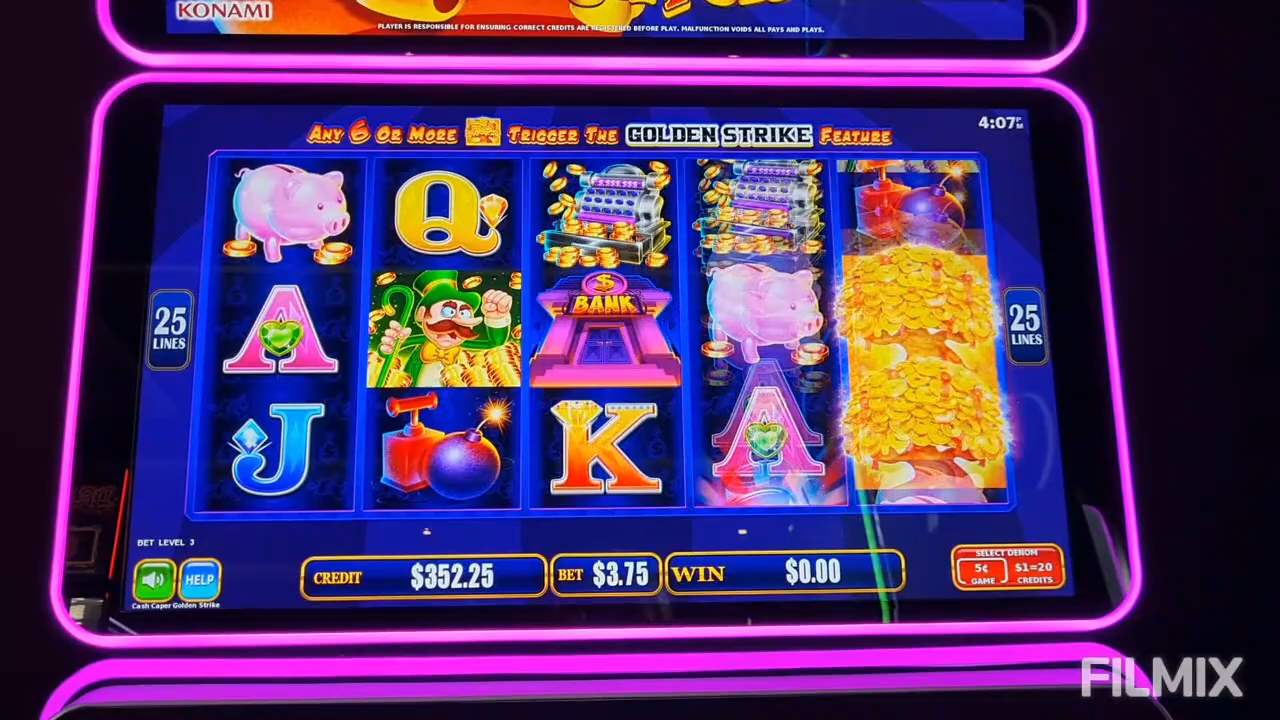 KONAMI
PLAYER IS RESPONSIBLE FOR ENSURING CORRECT CREDITS ARE REGISTERED BEFORE PLAY. MALFUNCTION VOIDS ALL PAYS AND PLAYS.
4:07PM
ANY 6 OR MORE TRIGGER THE GOLDEN STRIKE FEATURE
Q
$
BANK
25
LINES
25
LINES
A
A
J
K
BET LEVEL 3
HELP
Cash Caper Golden Strike
CREDIT $352.25
BET $3.75
WIN $0.00
SELECT DENOM
5¢ $1=20
GAME CREDITS
FILMIX